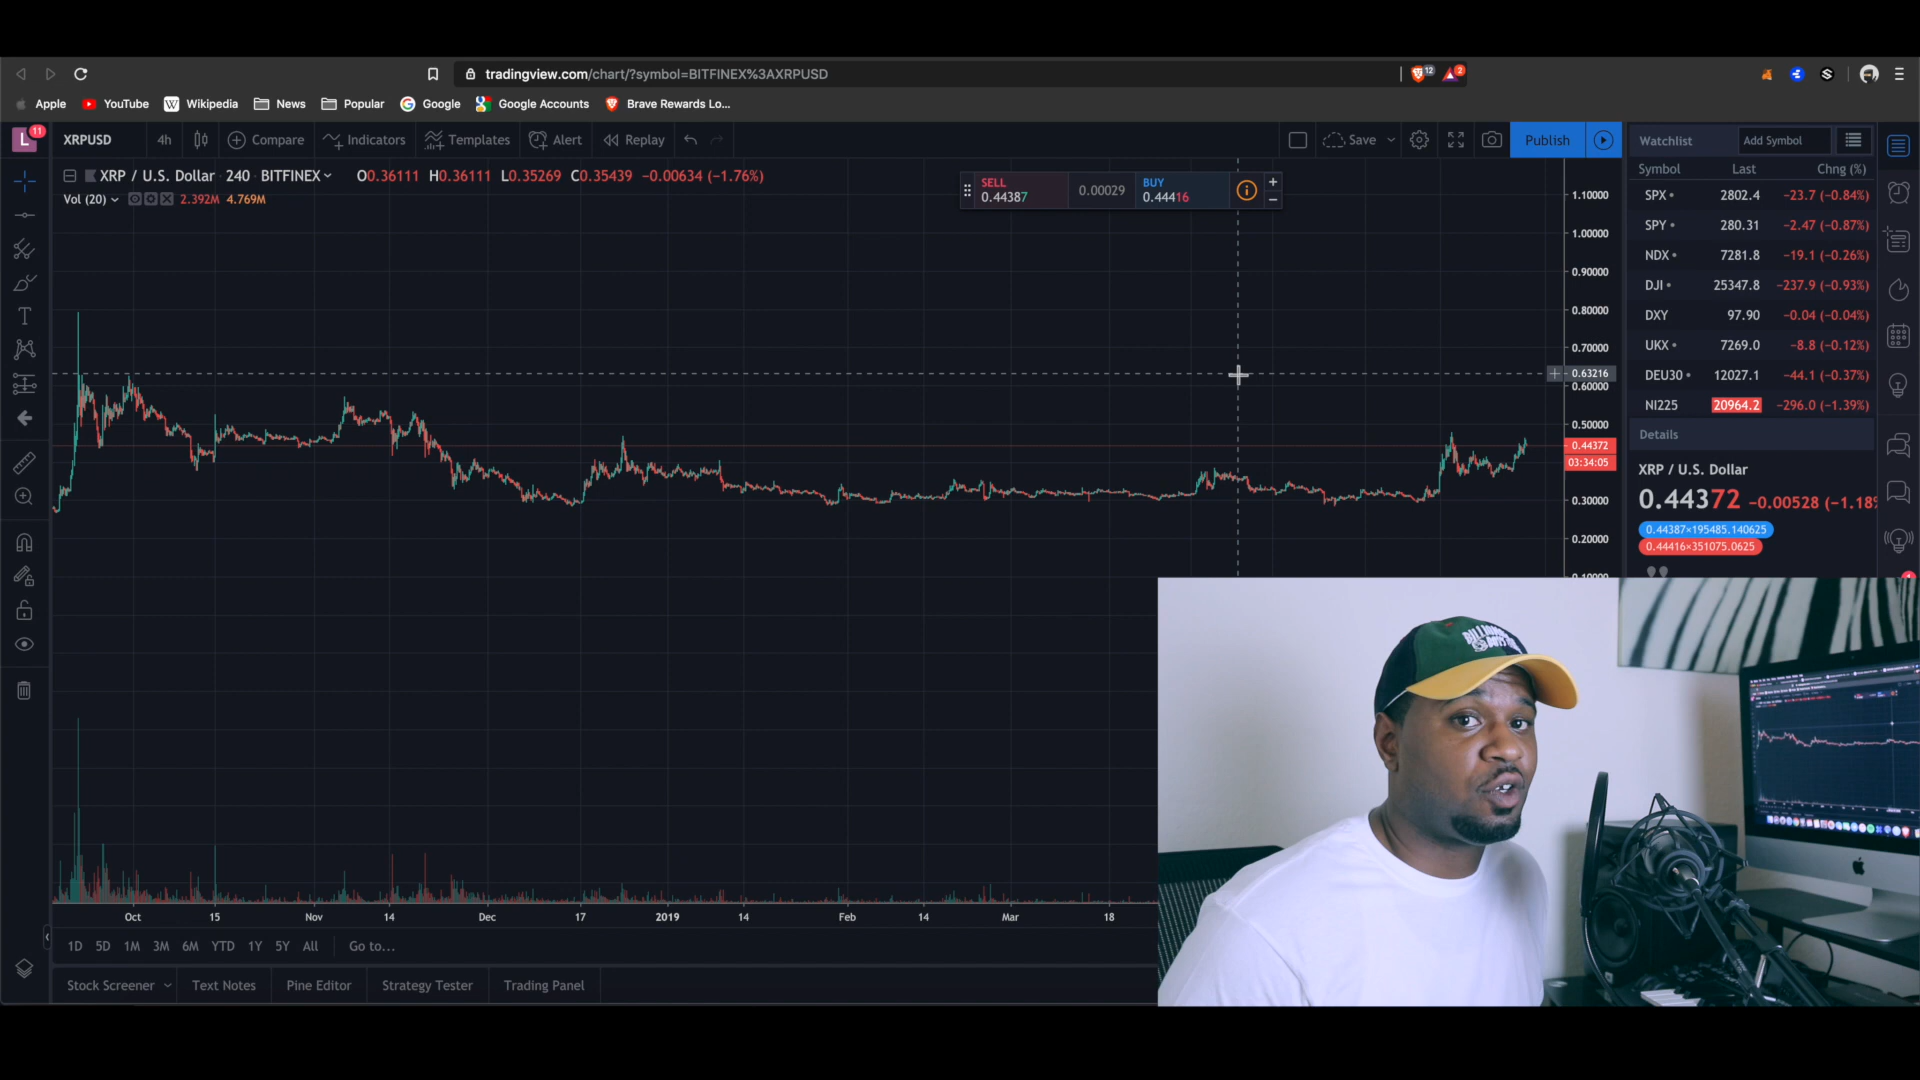 tradingview.com/chart/?symbol=BITFINEX%3AXRPUSD
12
2
Apple YouTube Wikipedia News Popular Google Google Accounts Brave Rewards Lo...
L 11 XRPUSD 4h Compare Indicators Templates Alert Replay Save Publish Watchlist Add Symbol
XRP / U.S. Dollar 240 BITFINEX O0.36111 H0.36111 L0.35269 C0.35439 −0.00634 (−1.76%)
Vol (20) 2.392M 4.769M
SELL 0.44387
0.00029
BUY 0.44416
1.10000
1.00000
0.90000
0.80000
0.70000
0.63216
0.60000
0.50000
0.44372
03:34:05
0.30000
0.20000
0.10000
Symbol Last Chng (%)
SPX 2802.4 −23.7 (−0.84%)
SPY 280.31 −2.47 (−0.87%)
NDX 7281.8 −19.1 (−0.26%)
DJI 25347.8 −237.9 (−0.93%)
DXY 97.90 −0.04 (−0.04%)
UKX 7269.0 −8.8 (−0.12%)
DEU30 12027.1 −44.1 (−0.37%)
NI225 20964.2 −296.0 (−1.39%)
Details
XRP / U.S. Dollar
0.44372 −0.00528 (−1.18%
0.44387×195485.140625
0.44416×351075.0625
Oct 15 Nov 14 Dec 17 2019 14 Feb 14 Mar 18
1D 5D 1M 3M 6M YTD 1Y 5Y All Go to...
Stock Screener Text Notes Pine Editor Strategy Tester Trading Panel